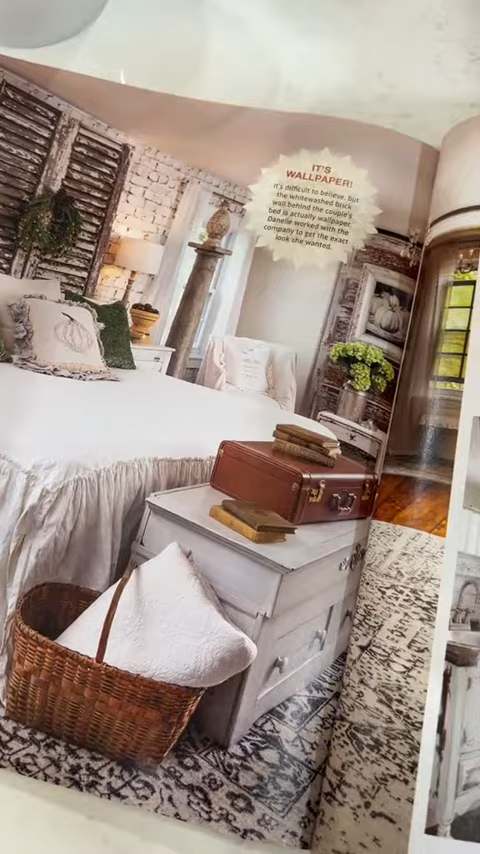 IT'S
WALLPAPER!
It's difficult to believe, but
the whitewashed brick
wall behind the couple's
bed is actually wallpaper.
Danelle worked with the
company to get the exact
look she wanted.